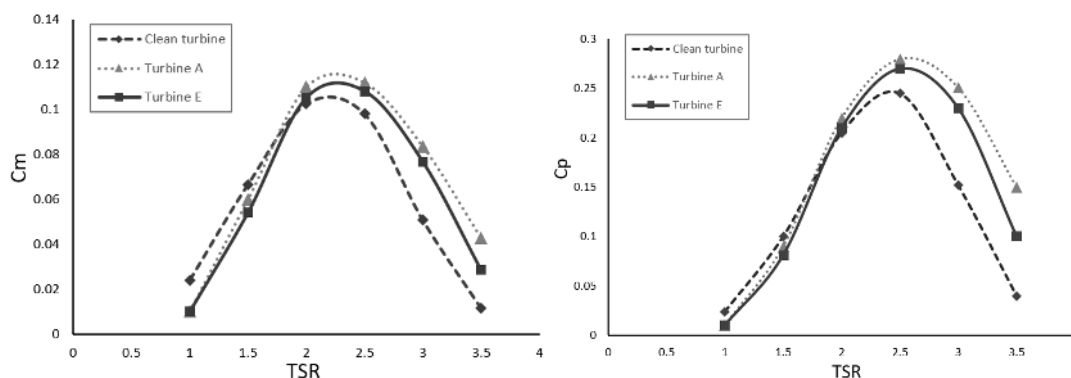 0.14
0.12
0.1
0.08
0.06
0.04
0.02
0
Cm
Clean turbine
Turbine A
Turbine E
0 0.5 1 1.5 2 2.5 3 3.5 4
TSR
0.3
0.25
0.2
0.15
0.1
0.05
0
Cp
Clean turbine
Turbine A
Turbine E
0 0.5 1 1.5 2 2.5 3 3.5
TSR